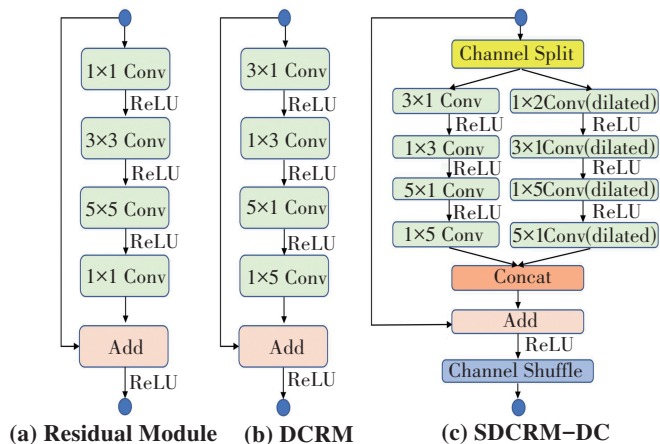 1×1 Conv
ReLU
3×3 Conv
ReLU
5×5 Conv
ReLU
1×1 Conv
Add
ReLU
(a) Residual Module
3×1 Conv
ReLU
1×3 Conv
ReLU
5×1 Conv
ReLU
1×5 Conv
Add
ReLU
(b) DCRM
Channel Split
3×1 Conv
ReLU
1×3 Conv
ReLU
5×1 Conv
ReLU
1×5 Conv
1×2Conv(dilated)
ReLU
3×1Conv(dilated)
ReLU
1×5Conv(dilated)
ReLU
5×1Conv(dilated)
Concat
Add
ReLU
Channel Shuffle
(c) SDCRM−DC